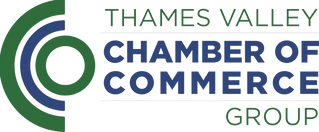 THAMES VALLEY
CHAMBER OF
COMMERCE
GROUP